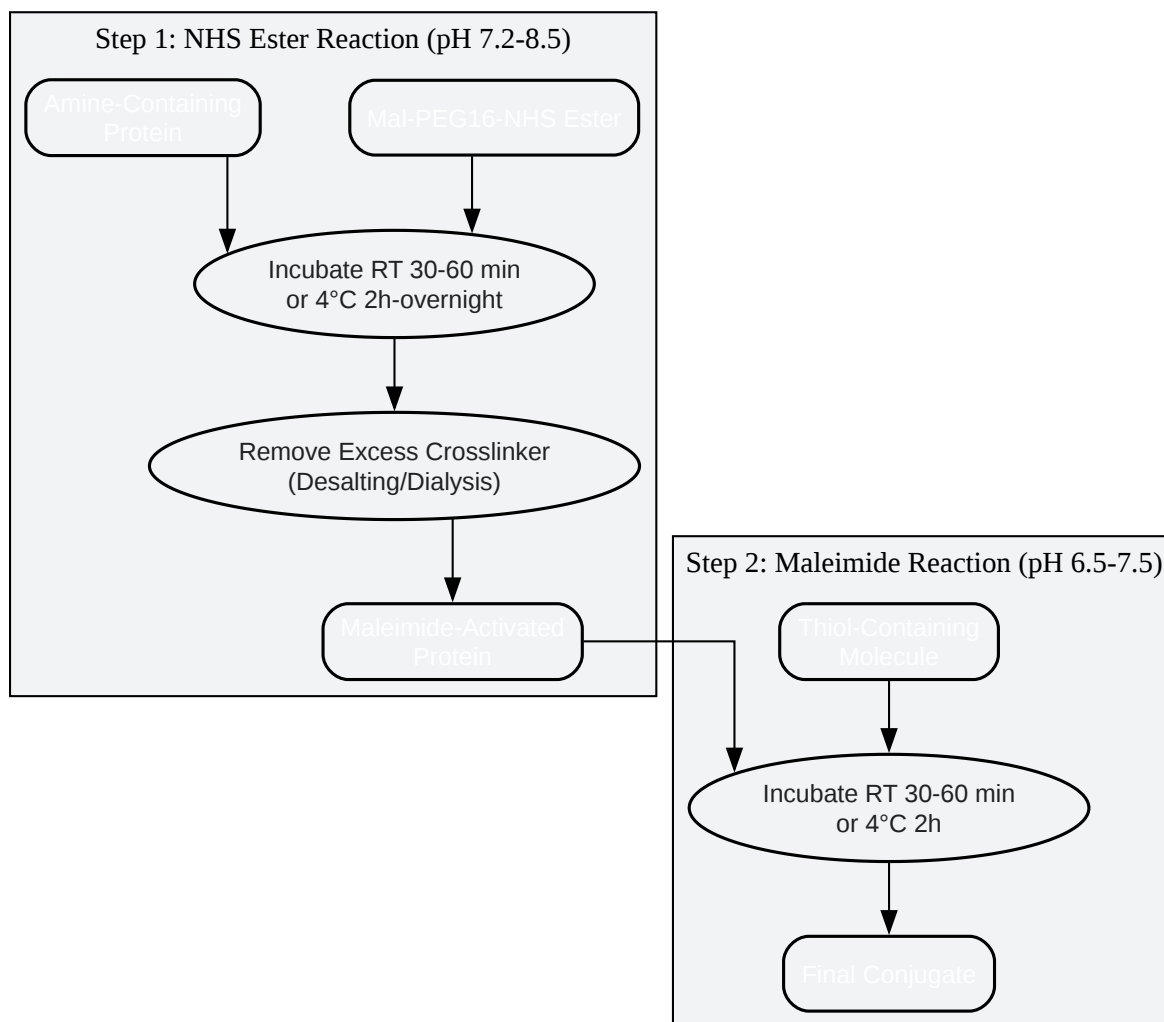 Step 1: NHS Ester Reaction (pH 7.2-8.5)
Amine-Containing
Protein
Mal-PEG16-NHS Ester
Incubate RT 30-60 min
or 4°C 2h-overnight
Remove Excess Crosslinker
(Desalting/Dialysis)
Maleimide-Activated
Protein
Step 2: Maleimide Reaction (pH 6.5-7.5)
Thiol-Containing
Molecule
Incubate RT 30-60 min
or 4°C 2h
Final Conjugate